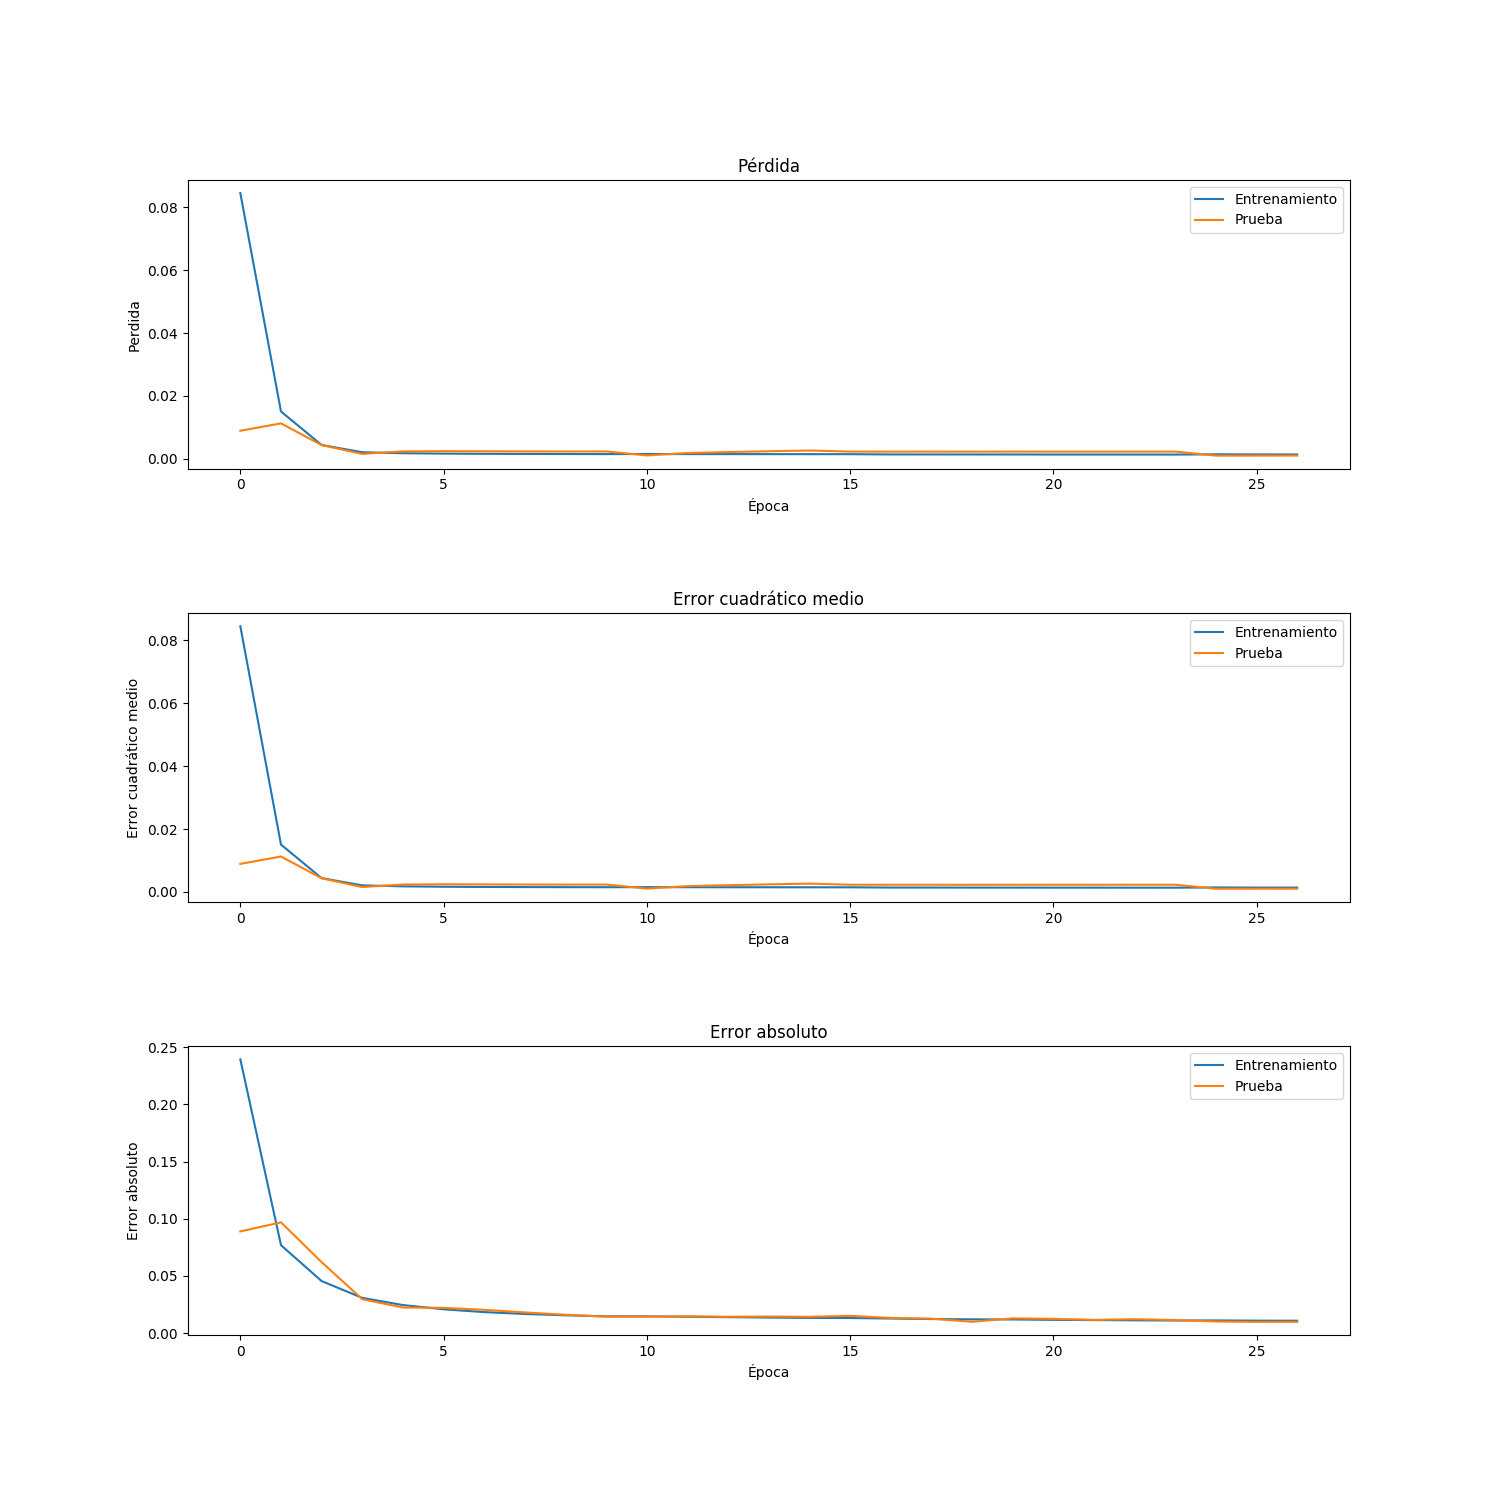 Pérdida
Entrenamiento
Prueba
0.08
0.06
0.04
0.02
0.00
Perdida
0 5 10 15 20 25
Época
Error cuadrático medio
Entrenamiento
Prueba
0.08
0.06
0.04
0.02
0.00
Error cuadrático medio
0 5 10 15 20 25
Época
Error absoluto
Entrenamiento
Prueba
0.25
0.20
0.15
0.10
0.05
0.00
Error absoluto
0 5 10 15 20 25
Época